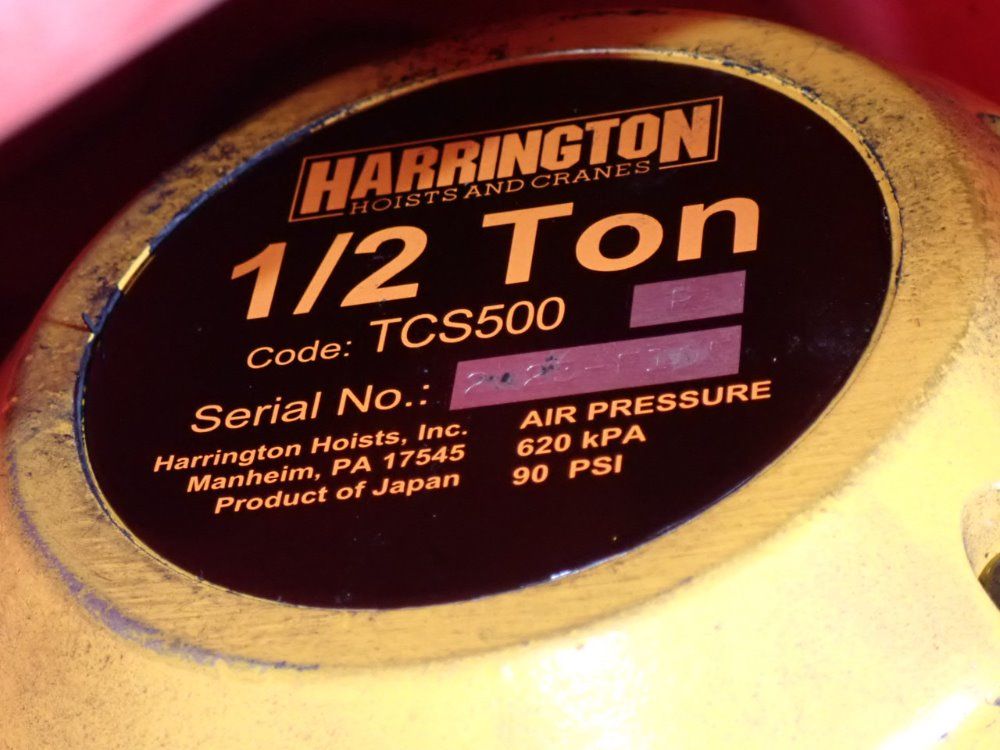 HARRINGTON
HOISTS AND CRANES
1/2 Ton
Code: TCS500 P
Serial No.:
Harrington Hoists, Inc.
Manheim, PA 17545
Product of Japan
AIR PRESSURE
620 kPA
90 PSI